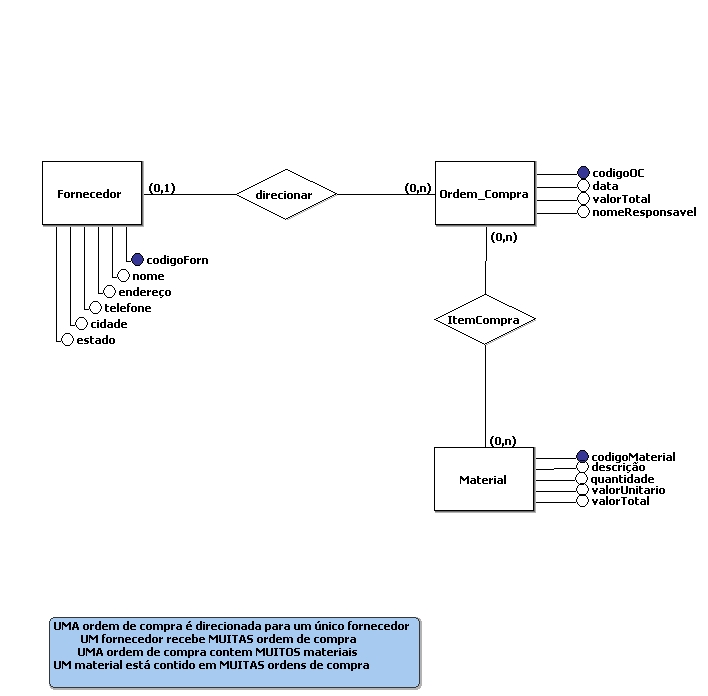 Fornecedor
(0,1)
direcionar
(0,n)
Ordem_Compra
codigoOC
data
valorTotal
nomeResponsavel
codigoForn
nome
endereço
telefone
cidade
estado
(0,n)
ItemCompra
(0,n)
Material
codigoMaterial
descrição
quantidade
valorUnitario
valorTotal
UMA ordem de compra é direcionada para um único fornecedor
UM fornecedor recebe MUITAS ordem de compra
UMA ordem de compra contem MUITOS materiais
UM material está contido em MUITAS ordens de compra